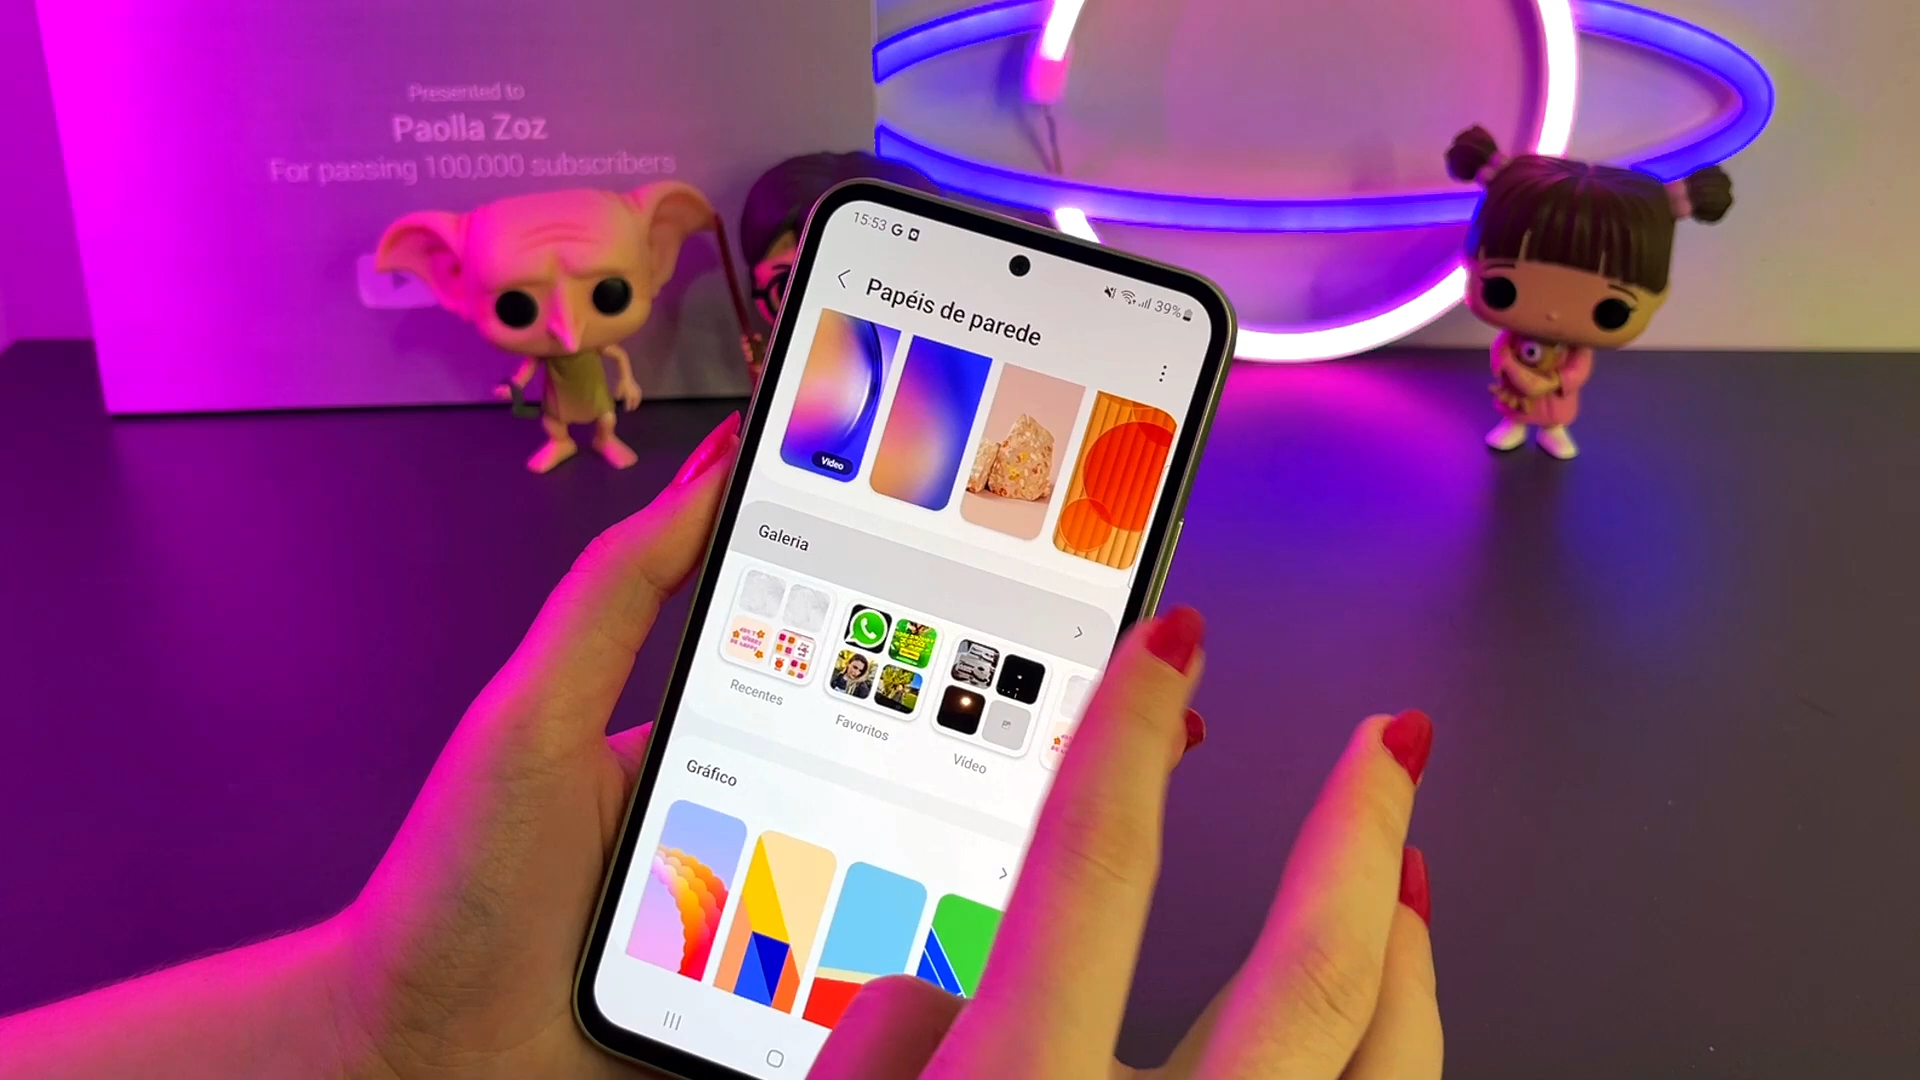 Presented to
Paolla Zoz
For passing 100,000 subscribers
15:53 G
39%
Papéis de parede
Video
Galeria
Recentes
Favoritos
Vídeo
Gráfico